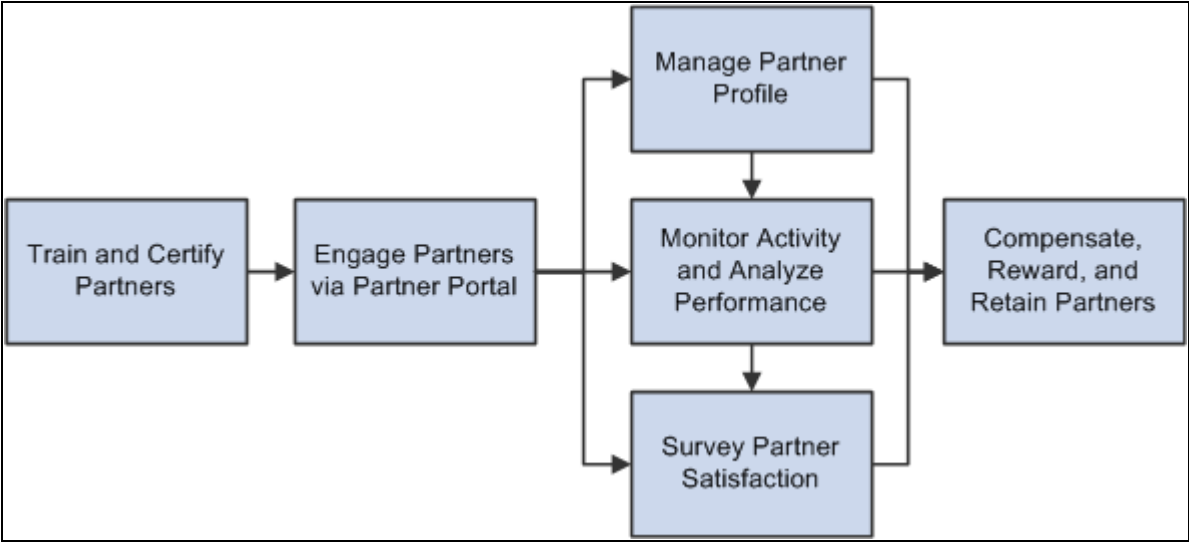 Train and Certify
Partners
Engage Partners
via Partner Portal
Manage Partner
Profile
Monitor Activity
and Analyze
Performance
Survey Partner
Satisfaction
Compensate,
Reward, and
Retain Partners